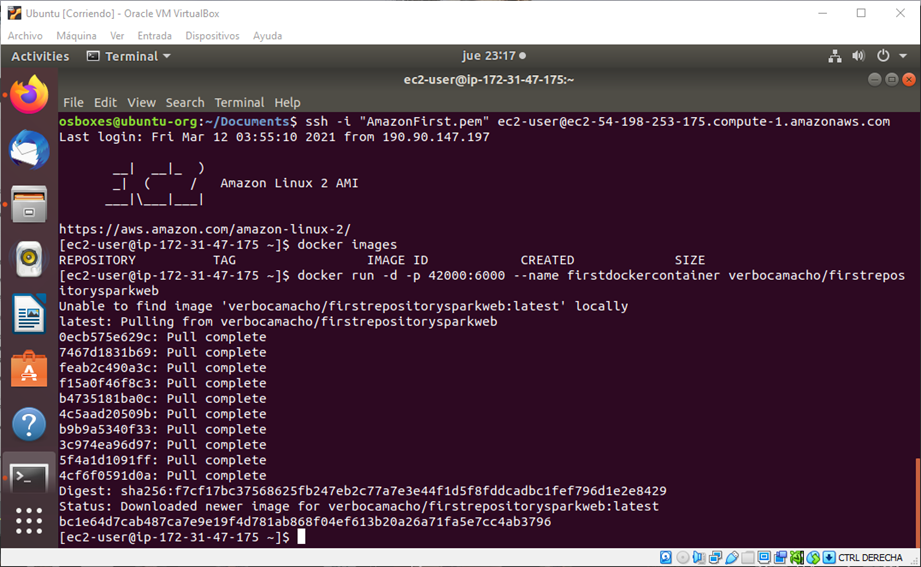 Ubuntu [Corriendo] - Oracle VM VirtualBox
Archivo Máquina Ver Entrada Dispositivos Ayuda
Activities Terminal jue 23:17
ec2-user@ip-172-31-47-175:~
File Edit View Search Terminal Help
osboxes@ubuntu-org:~/Documents$ ssh -i "AmazonFirst.pem" ec2-user@ec2-54-198-253-175.compute-1.amazonaws.com
Last login: Fri Mar 12 03:55:10 2021 from 190.90.147.197
__|  __|_  )
_|  (     /   Amazon Linux 2 AMI
___|\___|___|
https://aws.amazon.com/amazon-linux-2/
[ec2-user@ip-172-31-47-175 ~]$ docker images
REPOSITORY TAG IMAGE ID CREATED SIZE
[ec2-user@ip-172-31-47-175 ~]$ docker run -d -p 42000:6000 --name firstdockercontainer verbocamacho/firstrepos
itorysparkweb
Unable to find image 'verbocamacho/firstrepositorysparkweb:latest' locally
latest: Pulling from verbocamacho/firstrepositorysparkweb
0ecb575e629c: Pull complete
7467d1831b69: Pull complete
feab2c490a3c: Pull complete
f15a0f46f8c3: Pull complete
b4735181ba0c: Pull complete
4c5aad20509b: Pull complete
b9b9a5340f33: Pull complete
3c974ea96d97: Pull complete
5f4a1d1091ff: Pull complete
4cf6f0591d0a: Pull complete
Digest: sha256:f7cf17bc37568625fb247eb2c77a7e3e44f1d5f8fddcadbc1fef796d1e2e8429
Status: Downloaded newer image for verbocamacho/firstrepositorysparkweb:latest
bc1e64d7cab487ca7e9e19f4d781ab868f04ef613b20a26a71fa5e7cc4ab3796
[ec2-user@ip-172-31-47-175 ~]$
CTRL DERECHA